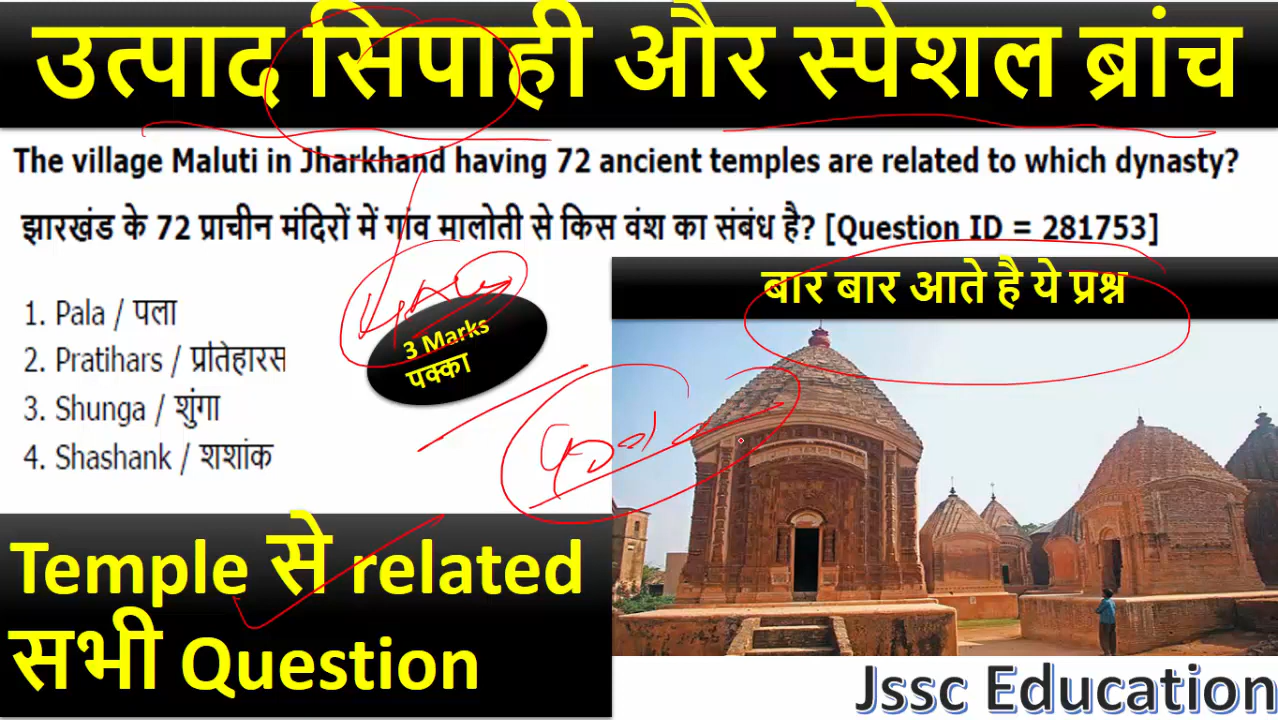 उत्पाद सिपाही और स्पेशल ब्रांच
The village Maluti in Jharkhand having 72 ancient temples are related to which dynasty?
झारखंड के 72 प्राचीन मंदिरों में गांव मालोती से किस वंश का संबंध है? [Question ID = 281753]
बार बार आते है ये प्रश्न
1. Pala / पला
2. Pratihars / प्रतिहारस
3. Shunga / शुंगा
4. Shashank / शशांक
3 Marks
पक्का
Temple से related
सभी Question
Jssc Education